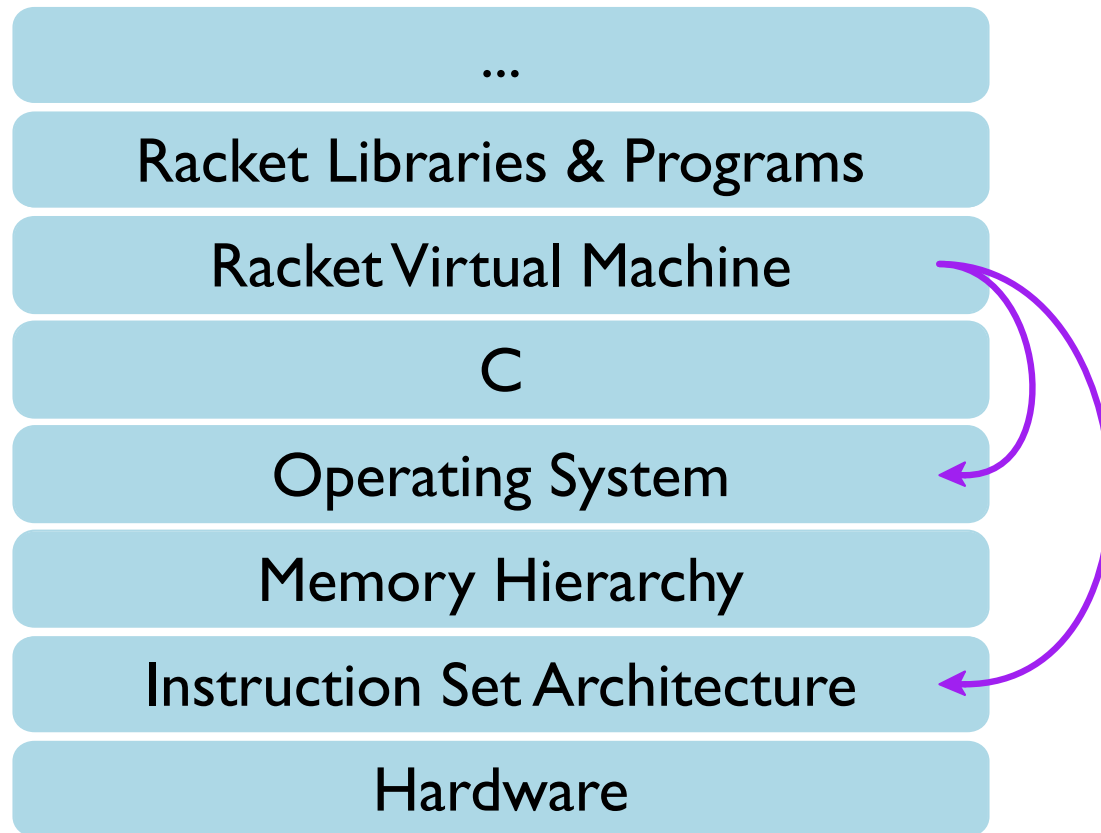 ...
Racket Libraries & Programs
Racket Virtual Machine
C
Operating System
Memory Hierarchy
Instruction Set Architecture
Hardware